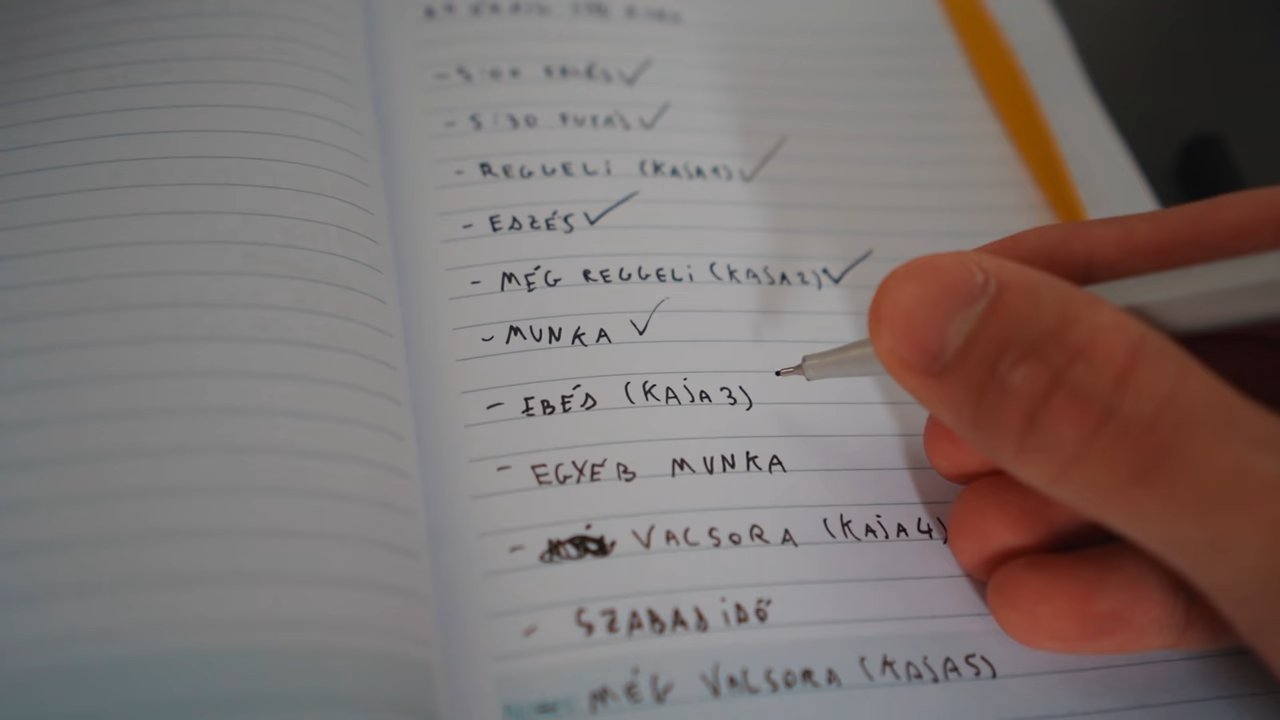 - 5:00 KELÉS ✓
- 5:30 FUTÁS ✓
- REGGELI (KAJA1) ✓
- EDZÉS ✓
- MÉG REGGELI (KAJA2) ✓
- MUNKA ✓
- EBÉD (KAJA3)
- EGYÉB MUNKA
- VACSORA (KAJA4)
- SZABADIDŐ
- MÉG VACSORA (KAJA5)